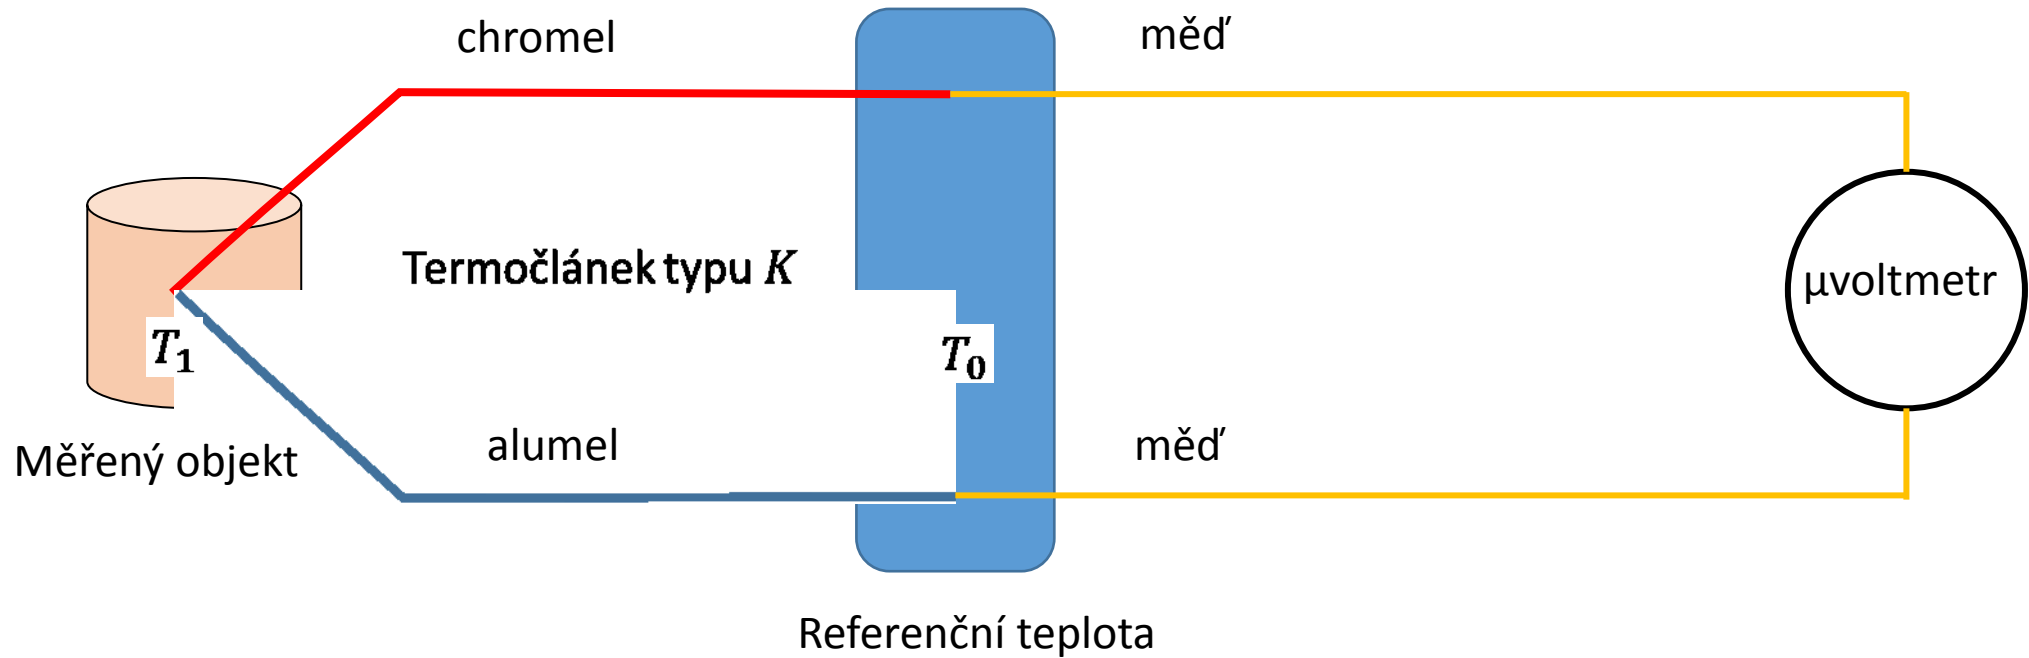 chromel
měď
Termočlánek typu K
µvoltmetr
T₁
T₀
alumel
měď
Měřený objekt
Referenční teplota